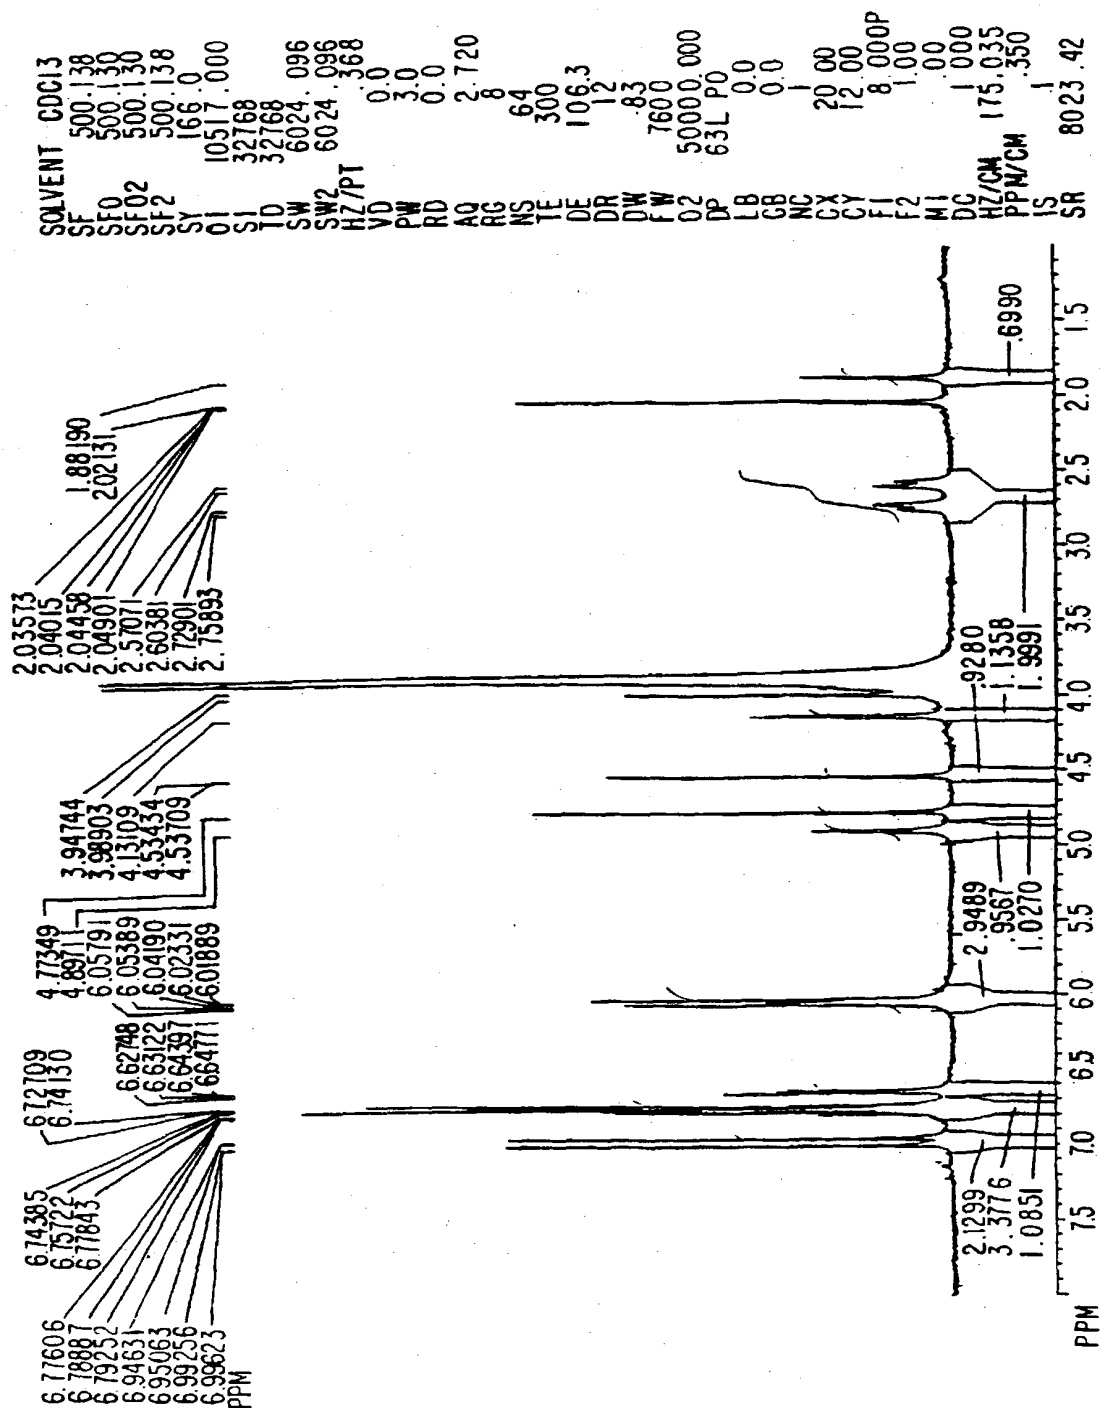 6.77606
6.78887
6.79252
6.94631
6.95063
6.99256
6.99623
PPM
6.74385
6.75722
6.77843
6.72709
6.74130
6.62748
6.63122
6.64397
6.64771
4.77349
4.89711
6.05791
6.05389
6.04190
6.02331
6.01889
3.94744
3.98903
4.13109
4.53434
4.53709
2.03573
2.04015
2.04458
2.04901
2.57071
2.60381
2.72901
2.75893
1.88190
2.02131
SOLVENT CDCl3
SF 500.138
SFO 500.130
SFO2 500.130
SF2 500.138
SY 166.0
O1 10517.000
SI 32768
TD 32768
SW 6024.096
SW2 6024.096
HZ/PT .368
VD 0.0
PW 3.0
RD 0.0
AQ 2.720
RG 8
NS 64
TE 300
DE 106.3
DR 12
DW 83
FW 7600
O2 50000.000
DP 63L PO
LB 0.0
GB 0.0
NC 1
CX 20.00
CY 12.00
F1 8.000P
F2 1.00
MI .00
DC 1.000
HZ/CM 175.035
PPM/CM .350
IS 1
SR 8023.42
2.1299
3.3776
1.0851
2.9489
.9567
1.0270
.9280
1.1358
1.9991
.6990
7.5 7.0 6.5 6.0 5.5 5.0 4.5 4.0 3.5 3.0 2.5 2.0 1.5
PPM